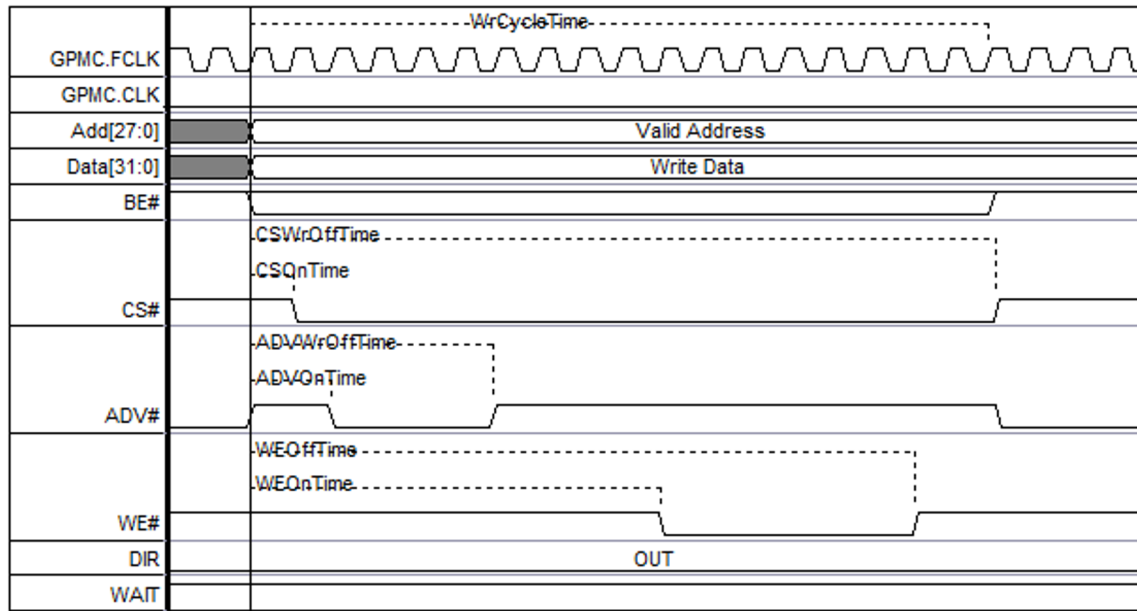 WrCycleTime
GPMC.FCLK
GPMC.CLK
Add[27:0] Valid Address
Data[31:0] Write Data
BE#
CSWrOffTime
CSOnTime
CS#
ADVWrOffTime
ADVOnTime
ADV#
WEOffTime
WEOnTime
WE#
DIR OUT
WAIT